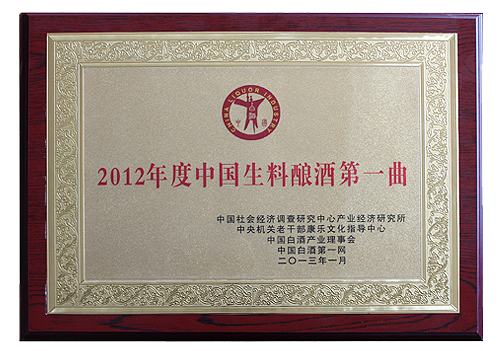 CHINA LIQUOR INDUSTRY
中 酒
2012年度中国生料酿酒第一曲
中国社会经济调查研究中心产业经济研究所
中央机关老干部康乐文化指导中心
中国白酒产业理事会
中国白酒第一网
二〇一三年一月